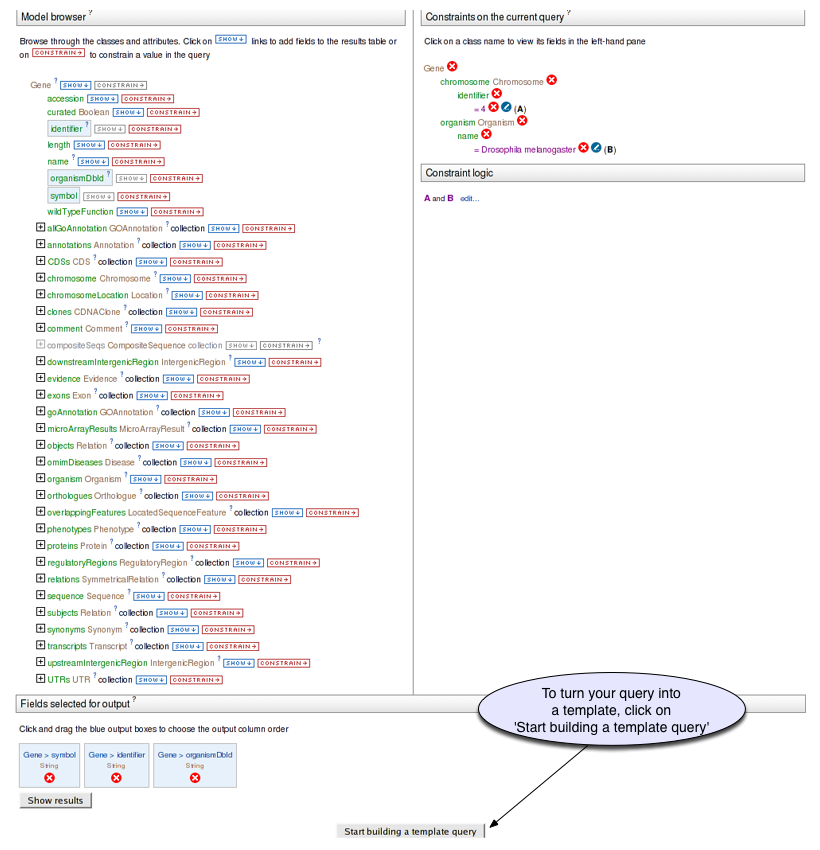 Model browser ?
Browse through the classes and attributes. Click on SHOW↓ links to add fields to the results table or
on CONSTRAIN→ to constrain a value in the query
Gene ? SHOW↓ CONSTRAIN→
accession SHOW↓ CONSTRAIN→
curated Boolean SHOW↓ CONSTRAIN→
identifier ? SHOW↓ CONSTRAIN→
length SHOW↓ CONSTRAIN→
name ? SHOW↓ CONSTRAIN→
organismDbId ? SHOW↓ CONSTRAIN→
symbol SHOW↓ CONSTRAIN→
wildTypeFunction SHOW↓ CONSTRAIN→
allGoAnnotation GOAnnotation ? collection SHOW↓ CONSTRAIN→
annotations Annotation ? collection SHOW↓ CONSTRAIN→
CDSs CDS ? collection SHOW↓ CONSTRAIN→
chromosome Chromosome ? SHOW↓ CONSTRAIN→
chromosomeLocation Location ? SHOW↓ CONSTRAIN→
clones CDNAClone ? collection SHOW↓ CONSTRAIN→
comment Comment ? SHOW↓ CONSTRAIN→
compositeSeqs CompositeSequence collection SHOW↓ CONSTRAIN→ ?
downstreamIntergenicRegion IntergenicRegion ? SHOW↓ CONSTRAIN→
evidence Evidence ? collection SHOW↓ CONSTRAIN→
exons Exon ? collection SHOW↓ CONSTRAIN→
goAnnotation GOAnnotation ? collection SHOW↓ CONSTRAIN→
microArrayResults MicroArrayResult ? collection SHOW↓ CONSTRAIN→
objects Relation ? collection SHOW↓ CONSTRAIN→
omimDiseases Disease ? collection SHOW↓ CONSTRAIN→
organism Organism ? SHOW↓ CONSTRAIN→
orthologues Orthologue ? collection SHOW↓ CONSTRAIN→
overlappingFeatures LocatedSequenceFeature ? collection SHOW↓ CONSTRAIN→
phenotypes Phenotype ? collection SHOW↓ CONSTRAIN→
proteins Protein ? collection SHOW↓ CONSTRAIN→
regulatoryRegions RegulatoryRegion ? collection SHOW↓ CONSTRAIN→
relations SymmetricalRelation ? collection SHOW↓ CONSTRAIN→
sequence Sequence ? SHOW↓ CONSTRAIN→
subjects Relation ? collection SHOW↓ CONSTRAIN→
synonyms Synonym ? collection SHOW↓ CONSTRAIN→
transcripts Transcript ? collection SHOW↓ CONSTRAIN→
upstreamIntergenicRegion IntergenicRegion ? SHOW↓ CONSTRAIN→
UTRs UTR ? collection SHOW↓ CONSTRAIN→
Constraints on the current query ?
Click on a class name to view its fields in the left-hand pane
Gene
chromosome Chromosome
identifier
= 4 (A)
organism Organism
name
= Drosophila melanogaster (B)
Constraint logic
A and B edit...
Fields selected for output ?
Click and drag the blue output boxes to choose the output column order
Gene > symbol
String
Gene > identifier
String
Gene > organismDbId
String
Show results
To turn your query into
a template, click on
'Start building a template query'
Start building a template query